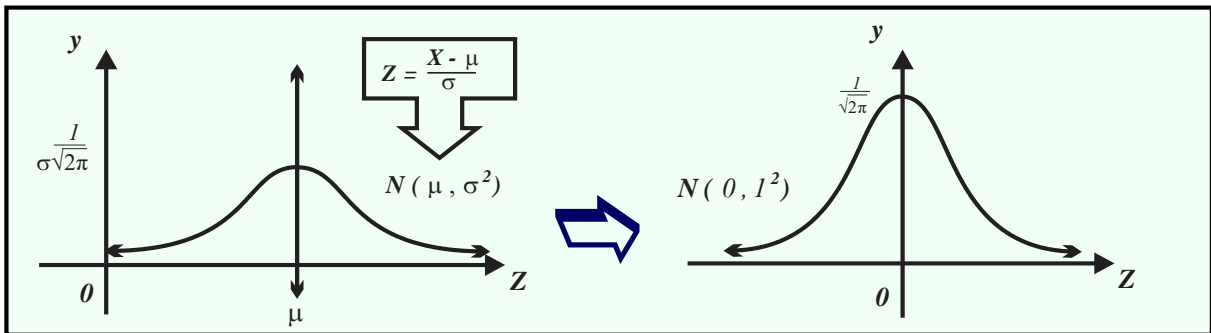 y
Z = X - μ / σ
1 / σ√2π
N ( μ , σ²)
0
μ
Z
y
1 / √2π
N ( 0 , 1²)
0
Z